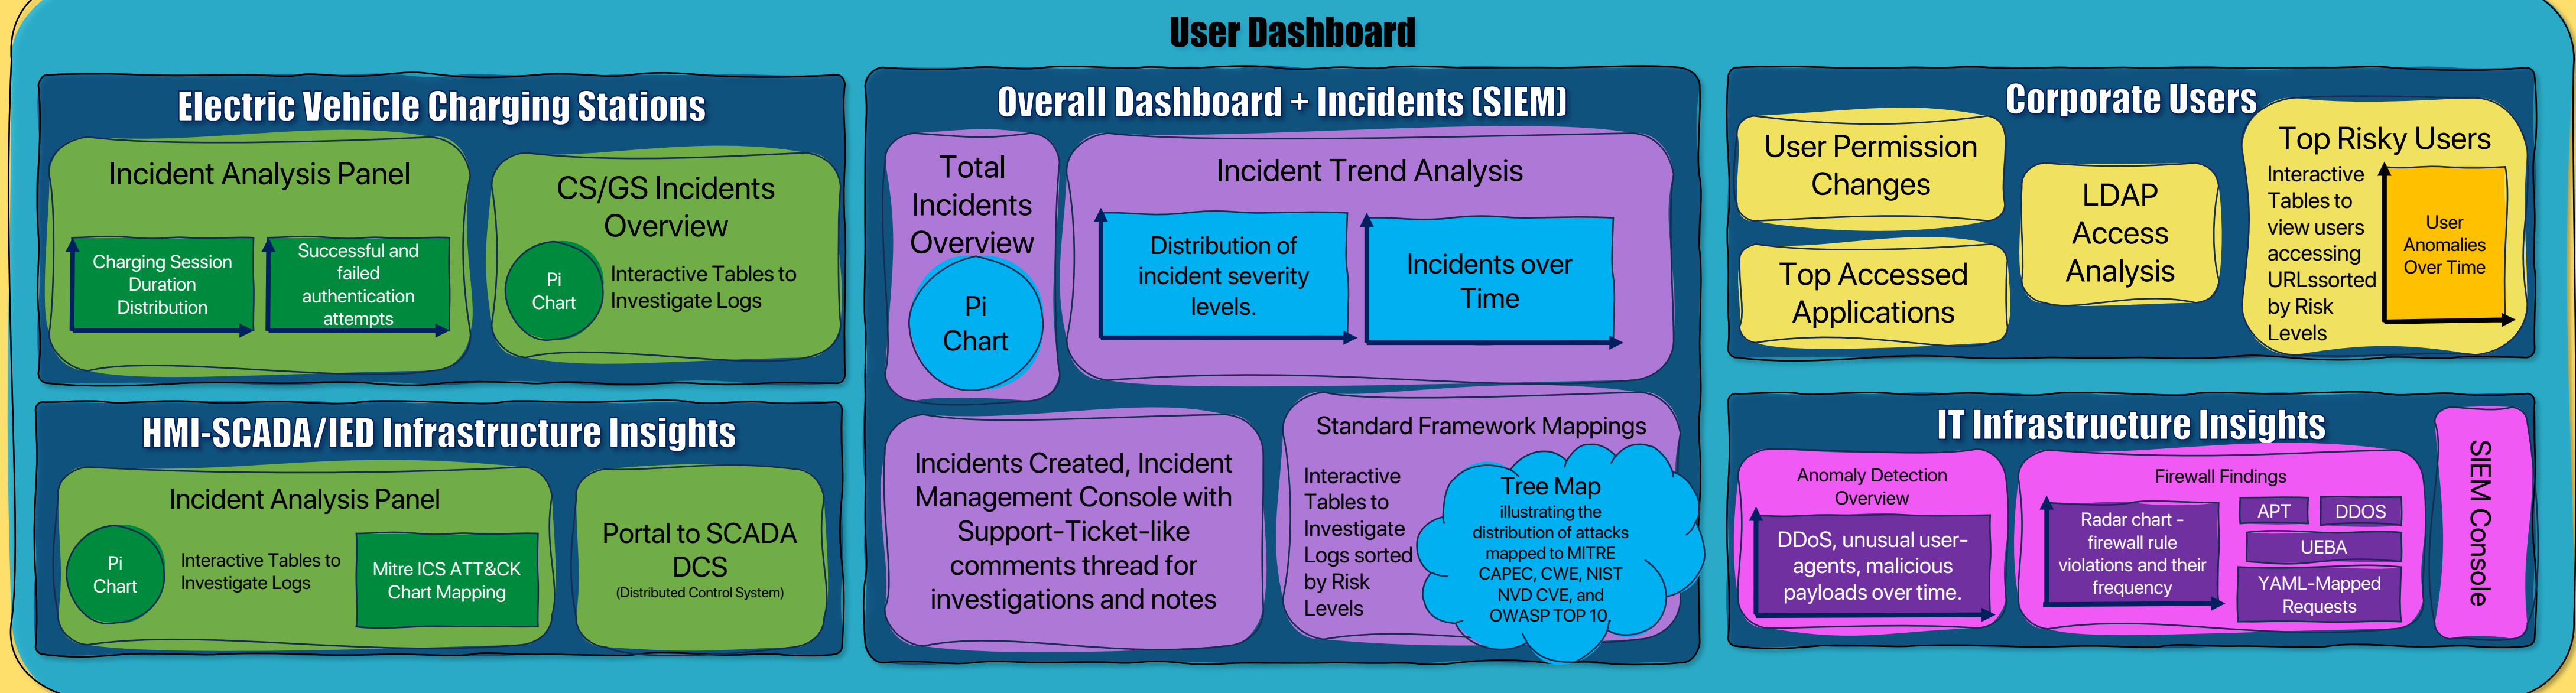 User Dashboard
Electric Vehicle Charging Stations
Incident Analysis Panel
Charging Session
Duration
Distribution
Successful and
failed
authentication
attempts
CS/GS Incidents
Overview
Pi
Chart
Interactive Tables to
Investigate Logs
HMI-SCADA/IED Infrastructure Insights
Incident Analysis Panel
Pi
Chart
Interactive Tables to
Investigate Logs
Mitre ICS ATT&CK
Chart Mapping
Portal to SCADA
DCS
(Distributed Control System)
Overall Dashboard + Incidents (SIEM)
Total
Incidents
Overview
Pi
Chart
Incident Trend Analysis
Distribution of
incident severity
levels.
Incidents over
Time
Incidents Created, Incident
Management Console with
Support-Ticket-like
comments thread for
investigations and notes
Standard Framework Mappings
Interactive
Tables to
Investigate
Logs sorted
by Risk
Levels
Tree Map
illustrating the
distribution of attacks
mapped to MITRE
CAPEC, CWE, NIST
NVD CVE, and
OWASP TOP 10.
Corporate Users
User Permission
Changes
Top Accessed
Applications
LDAP
Access
Analysis
Top Risky Users
Interactive
Tables to
view users
accessing
URLssorted
by Risk
Levels
User
Anomalies
Over Time
IT Infrastructure Insights
Anomaly Detection
Overview
DDoS, unusual user-
agents, malicious
payloads over time.
Firewall Findings
Radar chart -
firewall rule
violations and their
frequency
APT
DDOS
UEBA
YAML-Mapped
Requests
SIEM Console